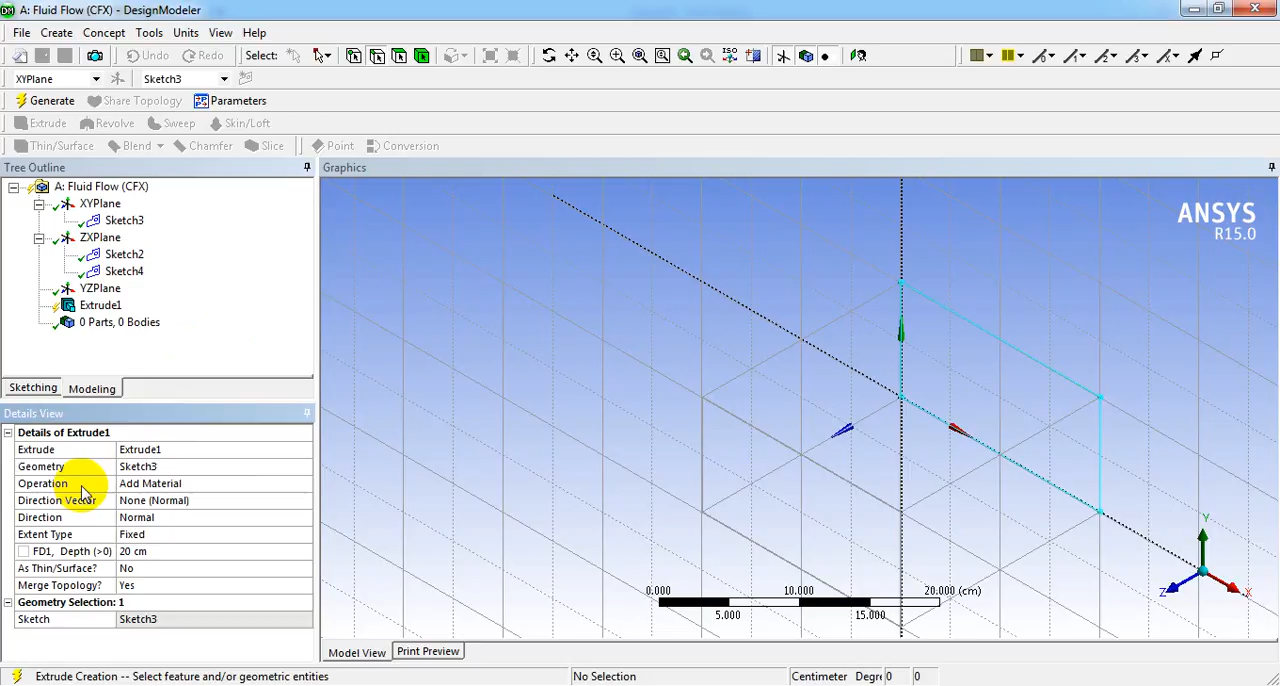 A: Fluid Flow (CFX) - DesignModeler
File Create Concept Tools Units View Help
Undo Redo Select: ISO
XYPlane Sketch3
Generate Share Topology Parameters
Extrude Revolve Sweep Skin/Loft
Thin/Surface Blend Chamfer Slice Point Conversion
Tree Outline
A: Fluid Flow (CFX)
XYPlane
Sketch3
ZXPlane
Sketch2
Sketch4
YZPlane
Extrude1
0 Parts, 0 Bodies
Sketching Modeling
Details View
Details of Extrude1
Extrude Extrude1
Geometry Sketch3
Operation Add Material
Direction Vector None (Normal)
Direction Normal
Extent Type Fixed
FD1, Depth (>0) 20 cm
As Thin/Surface? No
Merge Topology? Yes
Geometry Selection: 1
Sketch Sketch3
Graphics
ANSYS
R15.0
0.000 10.000 20.000 (cm)
5.000 15.000
Y
Z X
Model View Print Preview
Extrude Creation -- Select feature and/or geometric entities No Selection Centimeter Degre 0 0